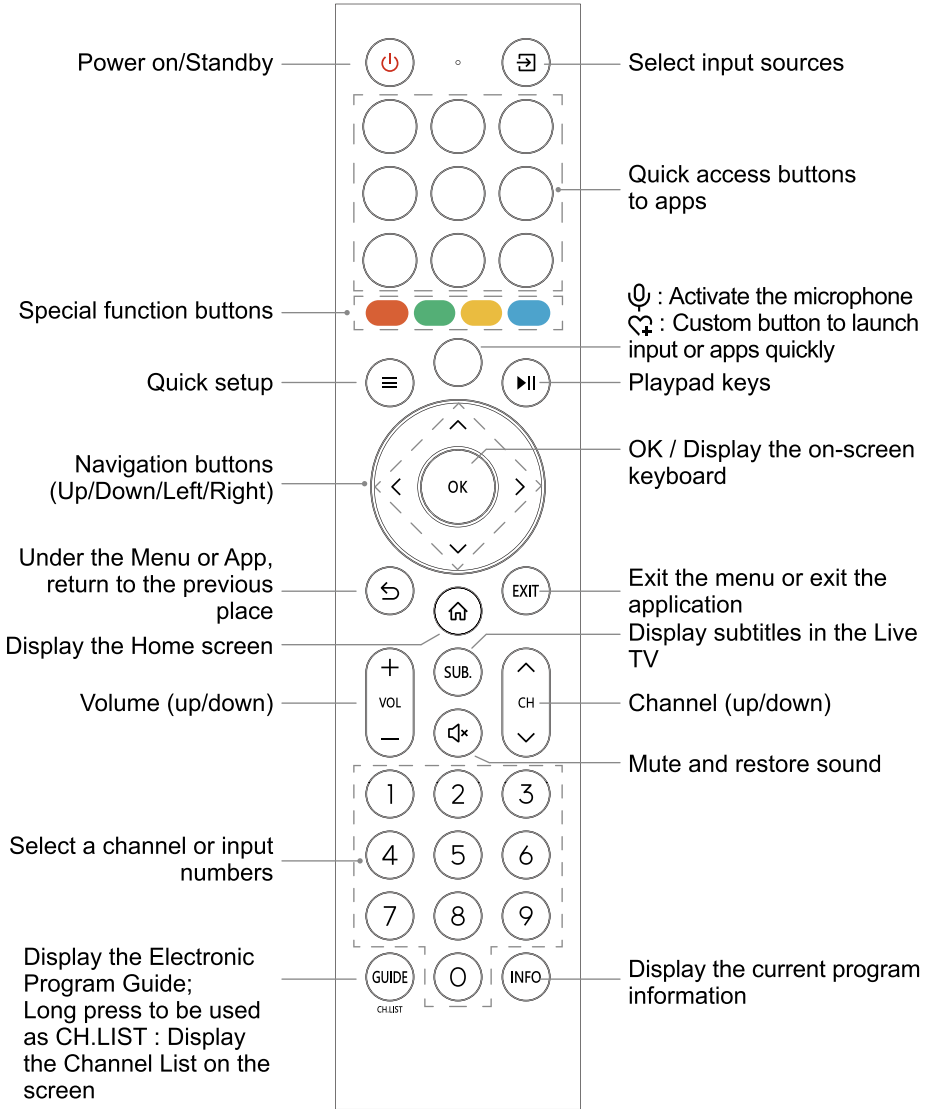 Power on/Standby
Select input sources
Quick access buttons
to apps
Special function buttons
: Activate the microphone
: Custom button to launch
input or apps quickly
Quick setup
Playpad keys
Navigation buttons
(Up/Down/Left/Right)
OK
OK / Display the on-screen
keyboard
Under the Menu or App,
return to the previous
place
EXIT
Exit the menu or exit the
application
Display the Home screen
SUB.
Display subtitles in the Live
TV
Volume (up/down)
+
VOL
—
CH
Channel (up/down)
Mute and restore sound
1 2 3
Select a channel or input
numbers
4 5 6
7 8 9
Display the Electronic
Program Guide;
Long press to be used
as CH.LIST : Display
the Channel List on the
screen
GUIDE 0 INFO
CH.LIST
Display the current program
information